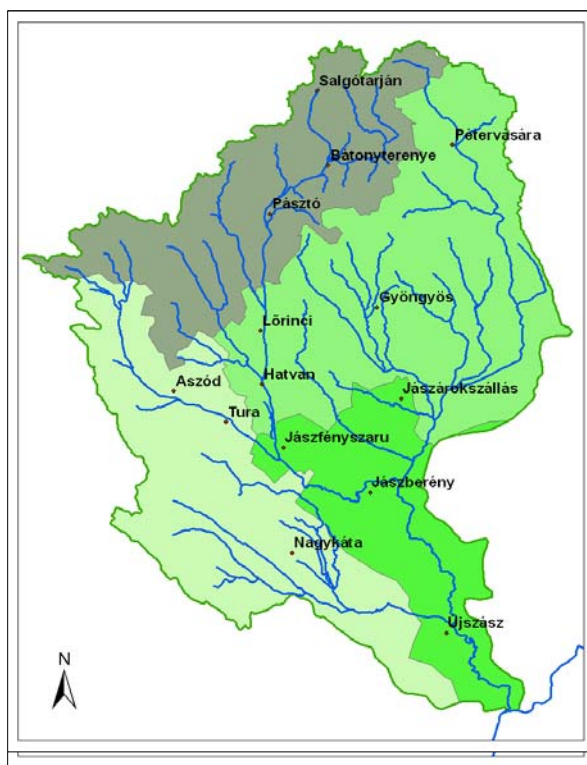 Salgótarján
Pétervására
Bátonyterenye
Pásztó
Gyöngyös
Lőrinci
Hatvan
Aszód
Jászárokszállás
Tura
Jászfényszaru
Jászberény
Nagykáta
Újszász
N